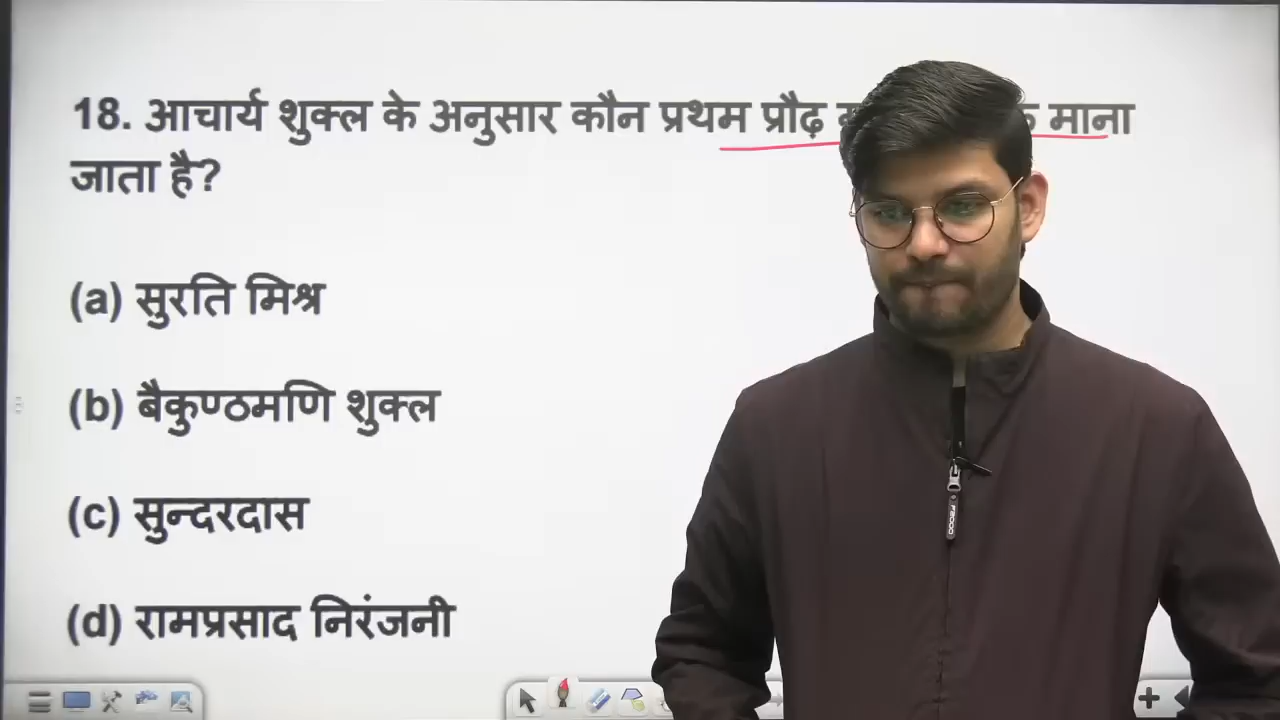 18. आचार्य शुक्ल के अनुसार कौन प्रथम प्रौढ़ माना
जाता है?
(a) सुरति मिश्र
(b) बैकुण्ठमणि शुक्ल
(c) सुन्दरदास
(d) रामप्रसाद निरंजनी